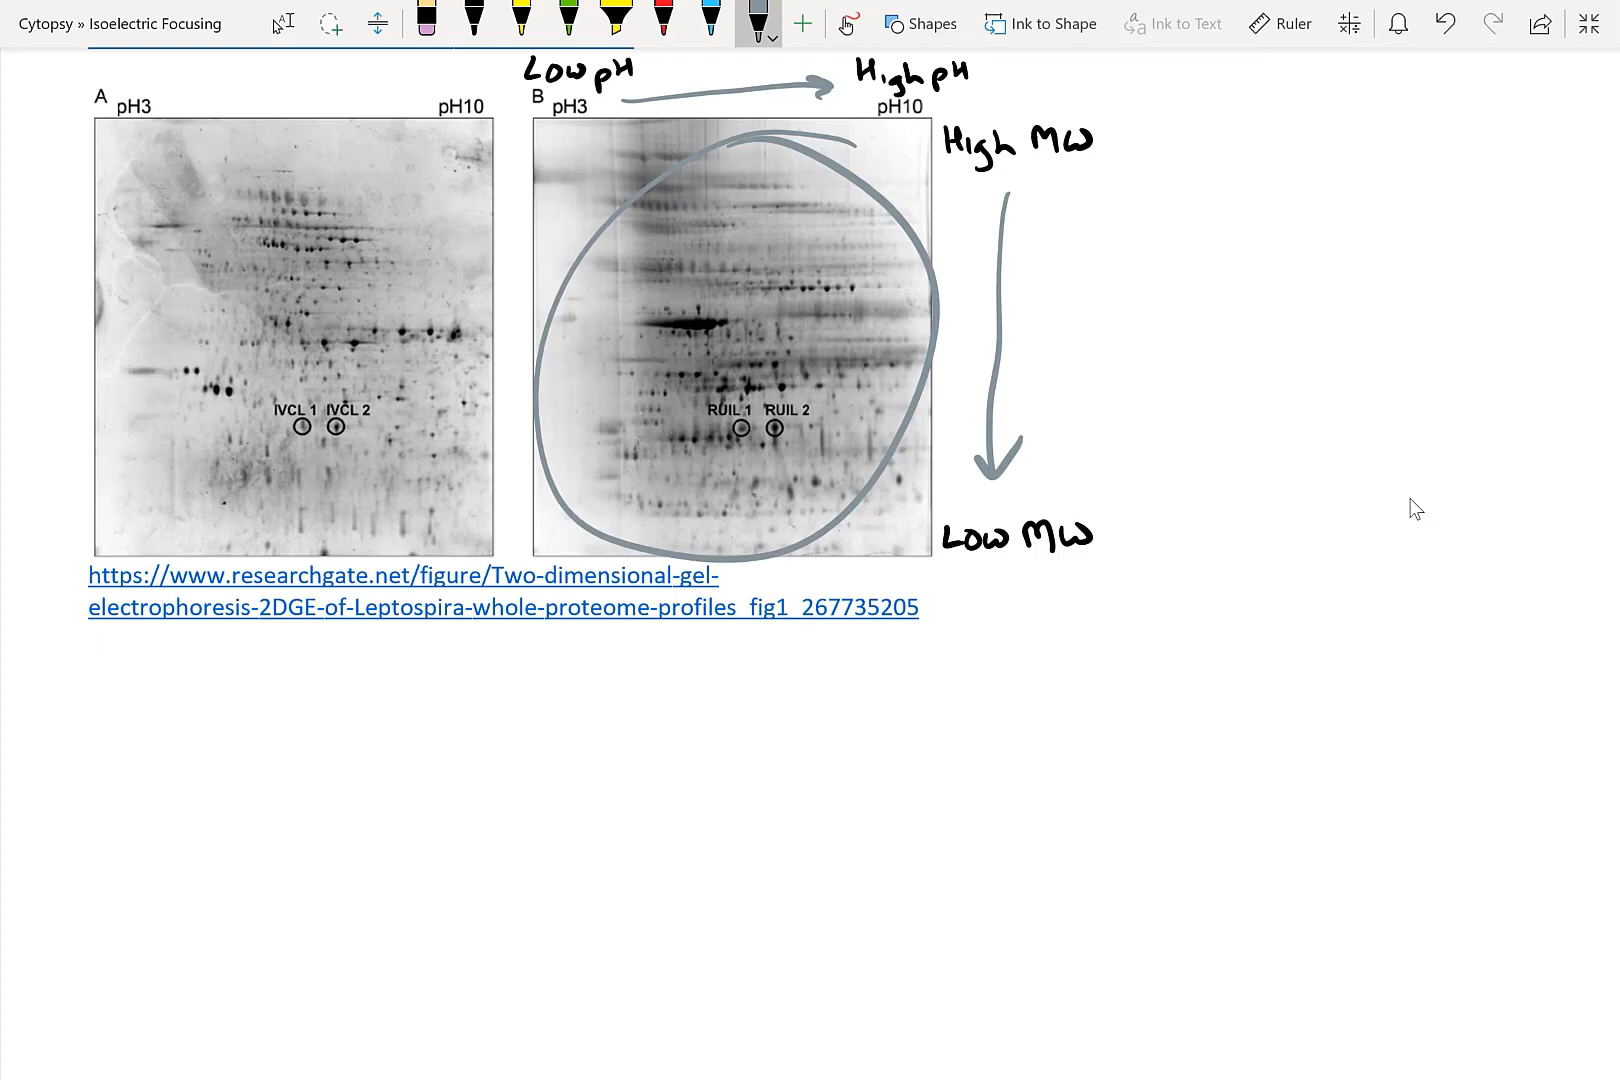 Cytopsy » Isoelectric Focusing
Shapes
Ink to Shape
Ink to Text
Ruler
Low pH
High pH
A
pH3
pH10
B
pH3
pH10
High MW
IVCL 1
IVCL 2
RUIL 1
RUIL 2
Low MW
https://www.researchgate.net/figure/Two-dimensional-gel-
electrophoresis-2DGE-of-Leptospira-whole-proteome-profiles_fig1_267735205